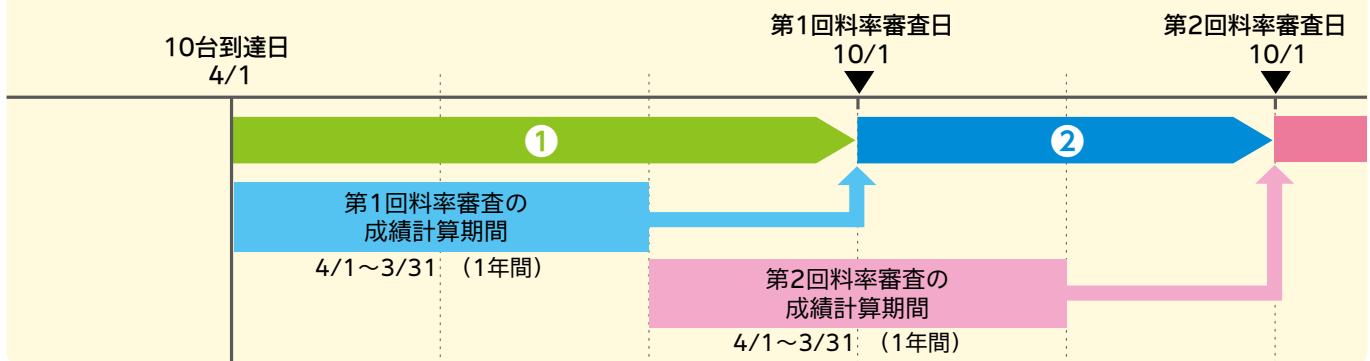 10台到達日
4/1
第1回料率審査日
10/1
第2回料率審査日
10/1
1
2
第1回料率審査の
成績計算期間
4/1～3/31 （1年間）
第2回料率審査の
成績計算期間
4/1～3/31 （1年間）